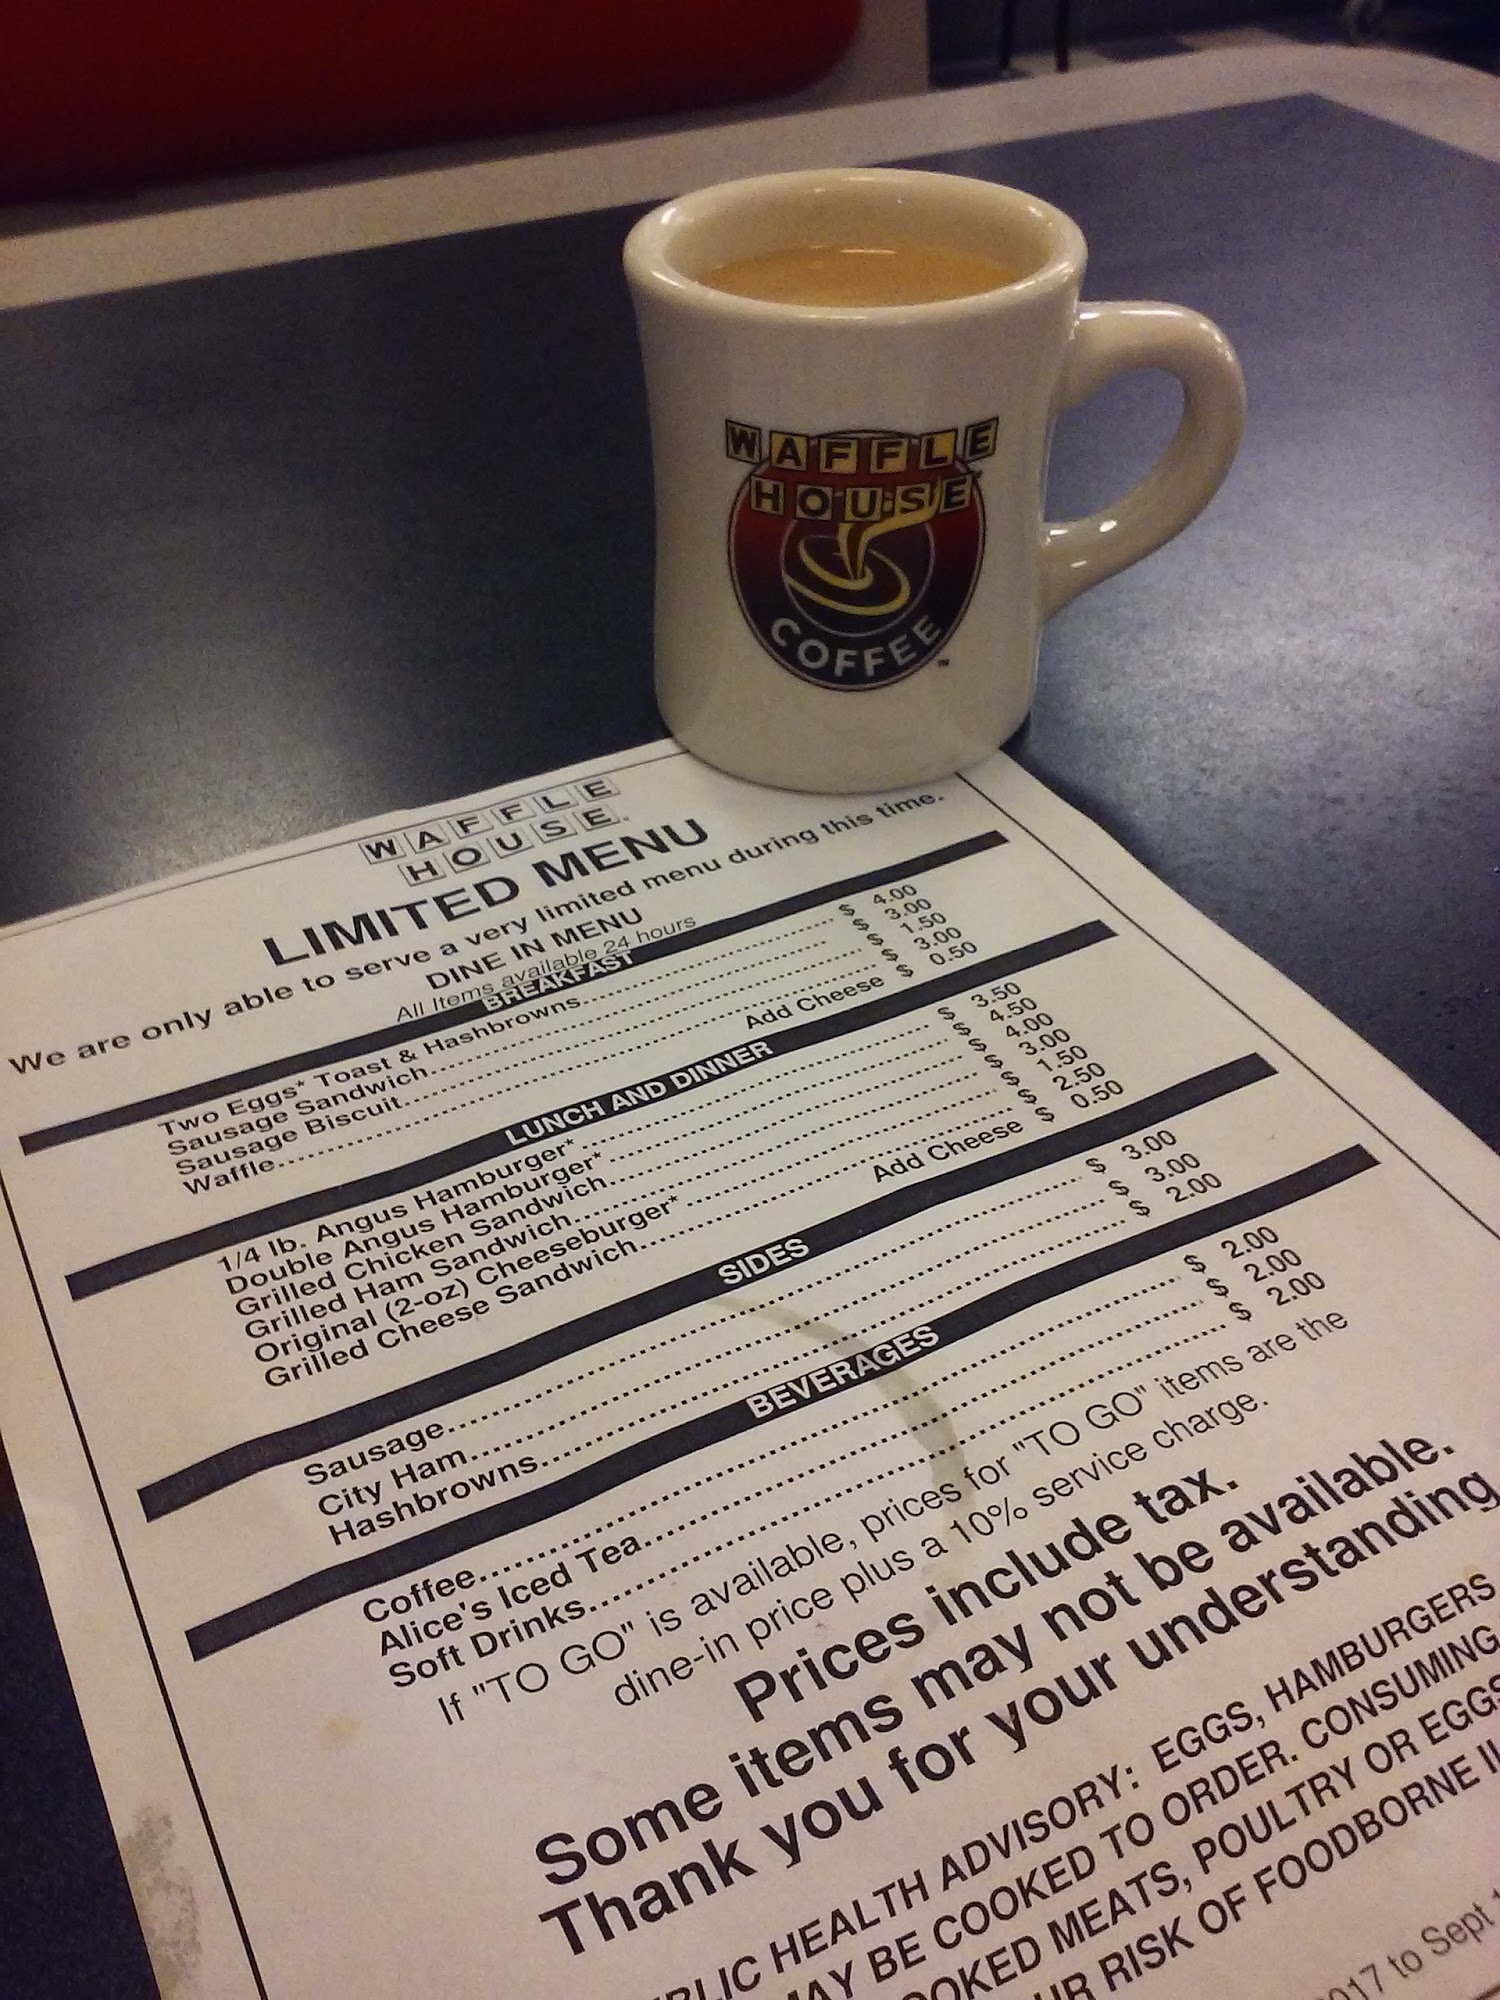 WAFFLE
HOUSE
COFFEE
™
WAFFLE
HOUSE
LIMITED MENU
We are only able to serve a very limited menu during this time.
DINE IN MENU
All Items available 24 hours
BREAKFAST
Two Eggs* Toast & Hashbrowns.......... $ 4.00
Sausage Sandwich.......... $ 3.00
Sausage Biscuit.......... $ 1.50
Waffle.......... $ 3.00
Add Cheese $ 0.50
LUNCH AND DINNER
1/4 lb. Angus Hamburger*.......... $ 3.50
Double Angus Hamburger*.......... $ 4.50
Grilled Chicken Sandwich.......... $ 4.00
Grilled Ham Sandwich.......... $ 3.00
Original (2-oz) Cheeseburger*.......... $ 1.50
Grilled Cheese Sandwich.......... $ 2.50
Add Cheese $ 0.50
SIDES
Sausage.......... $ 3.00
City Ham.......... $ 3.00
Hashbrowns.......... $ 2.00
BEVERAGES
Coffee.......... $ 2.00
Alice's Iced Tea.......... $ 2.00
Soft Drinks.......... $ 2.00
If "TO GO" is available, prices for "TO GO" items are the
dine-in price plus a 10% service charge.
Prices include tax.
Some items may not be available.
Thank you for your understanding
HEALTH ADVISORY: EGGS, HAMBURGERS
BE COOKED TO ORDER. CONSUMING
MEATS, POULTRY OR EGGS
RISK OF FOODBORNE
to Sept